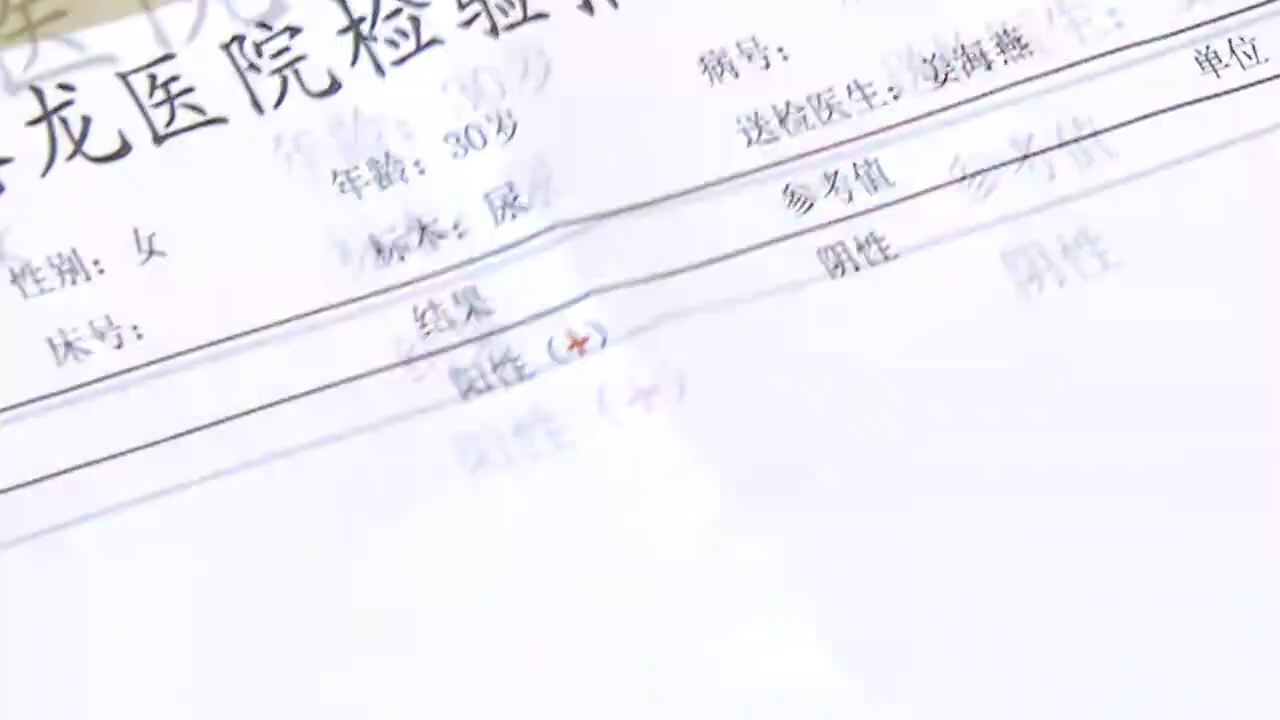 龙医院检验
病号：
年龄：30岁
送检医生：姜海燕
单位
性别：女
标本：尿
参考值
床号：
结果
阴性
阳性（+）